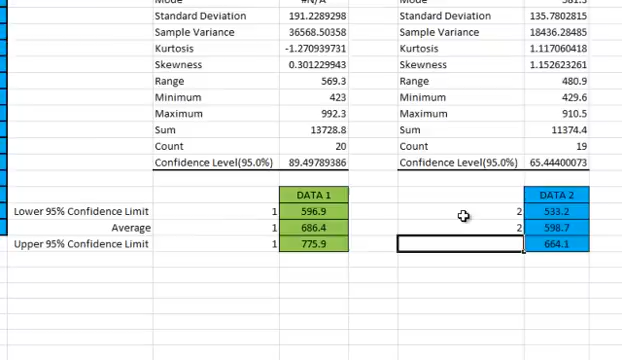 Mode #N/A 381.3
Standard Deviation 191.2289298 Standard Deviation 135.7802815
Sample Variance 36568.50358 Sample Variance 18436.28485
Kurtosis -1.270939731 Kurtosis 1.117060418
Skewness 0.301229943 Skewness 1.152623261
Range 569.3 Range 480.9
Minimum 423 Minimum 429.6
Maximum 992.3 Maximum 910.5
Sum 13728.8 Sum 11374.4
Count 20 Count 19
Confidence Level(95.0%) 89.49789386 Confidence Level(95.0%) 65.44400073
DATA 1 DATA 2
Lower 95% Confidence Limit 1 596.9 2 533.2
Average 1 686.4 2 598.7
Upper 95% Confidence Limit 1 775.9 664.1